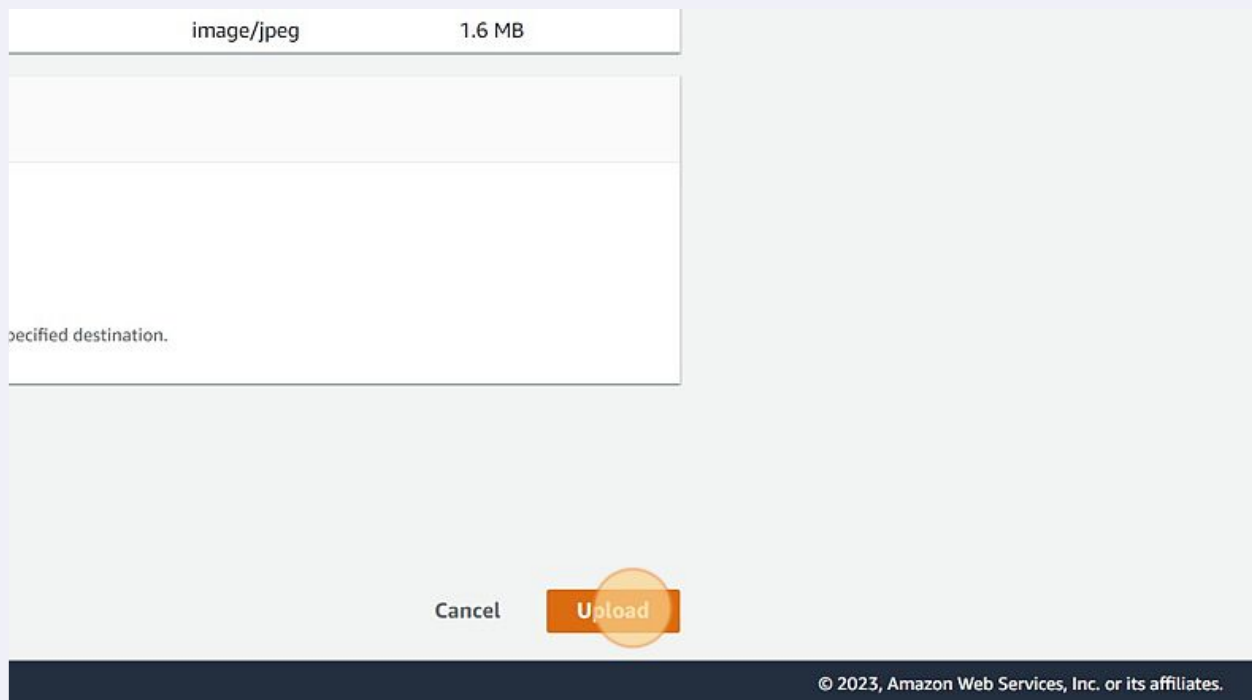 image/jpeg 1.6 MB
pecified destination.
Cancel Upload
© 2023, Amazon Web Services, Inc. or its affiliates.